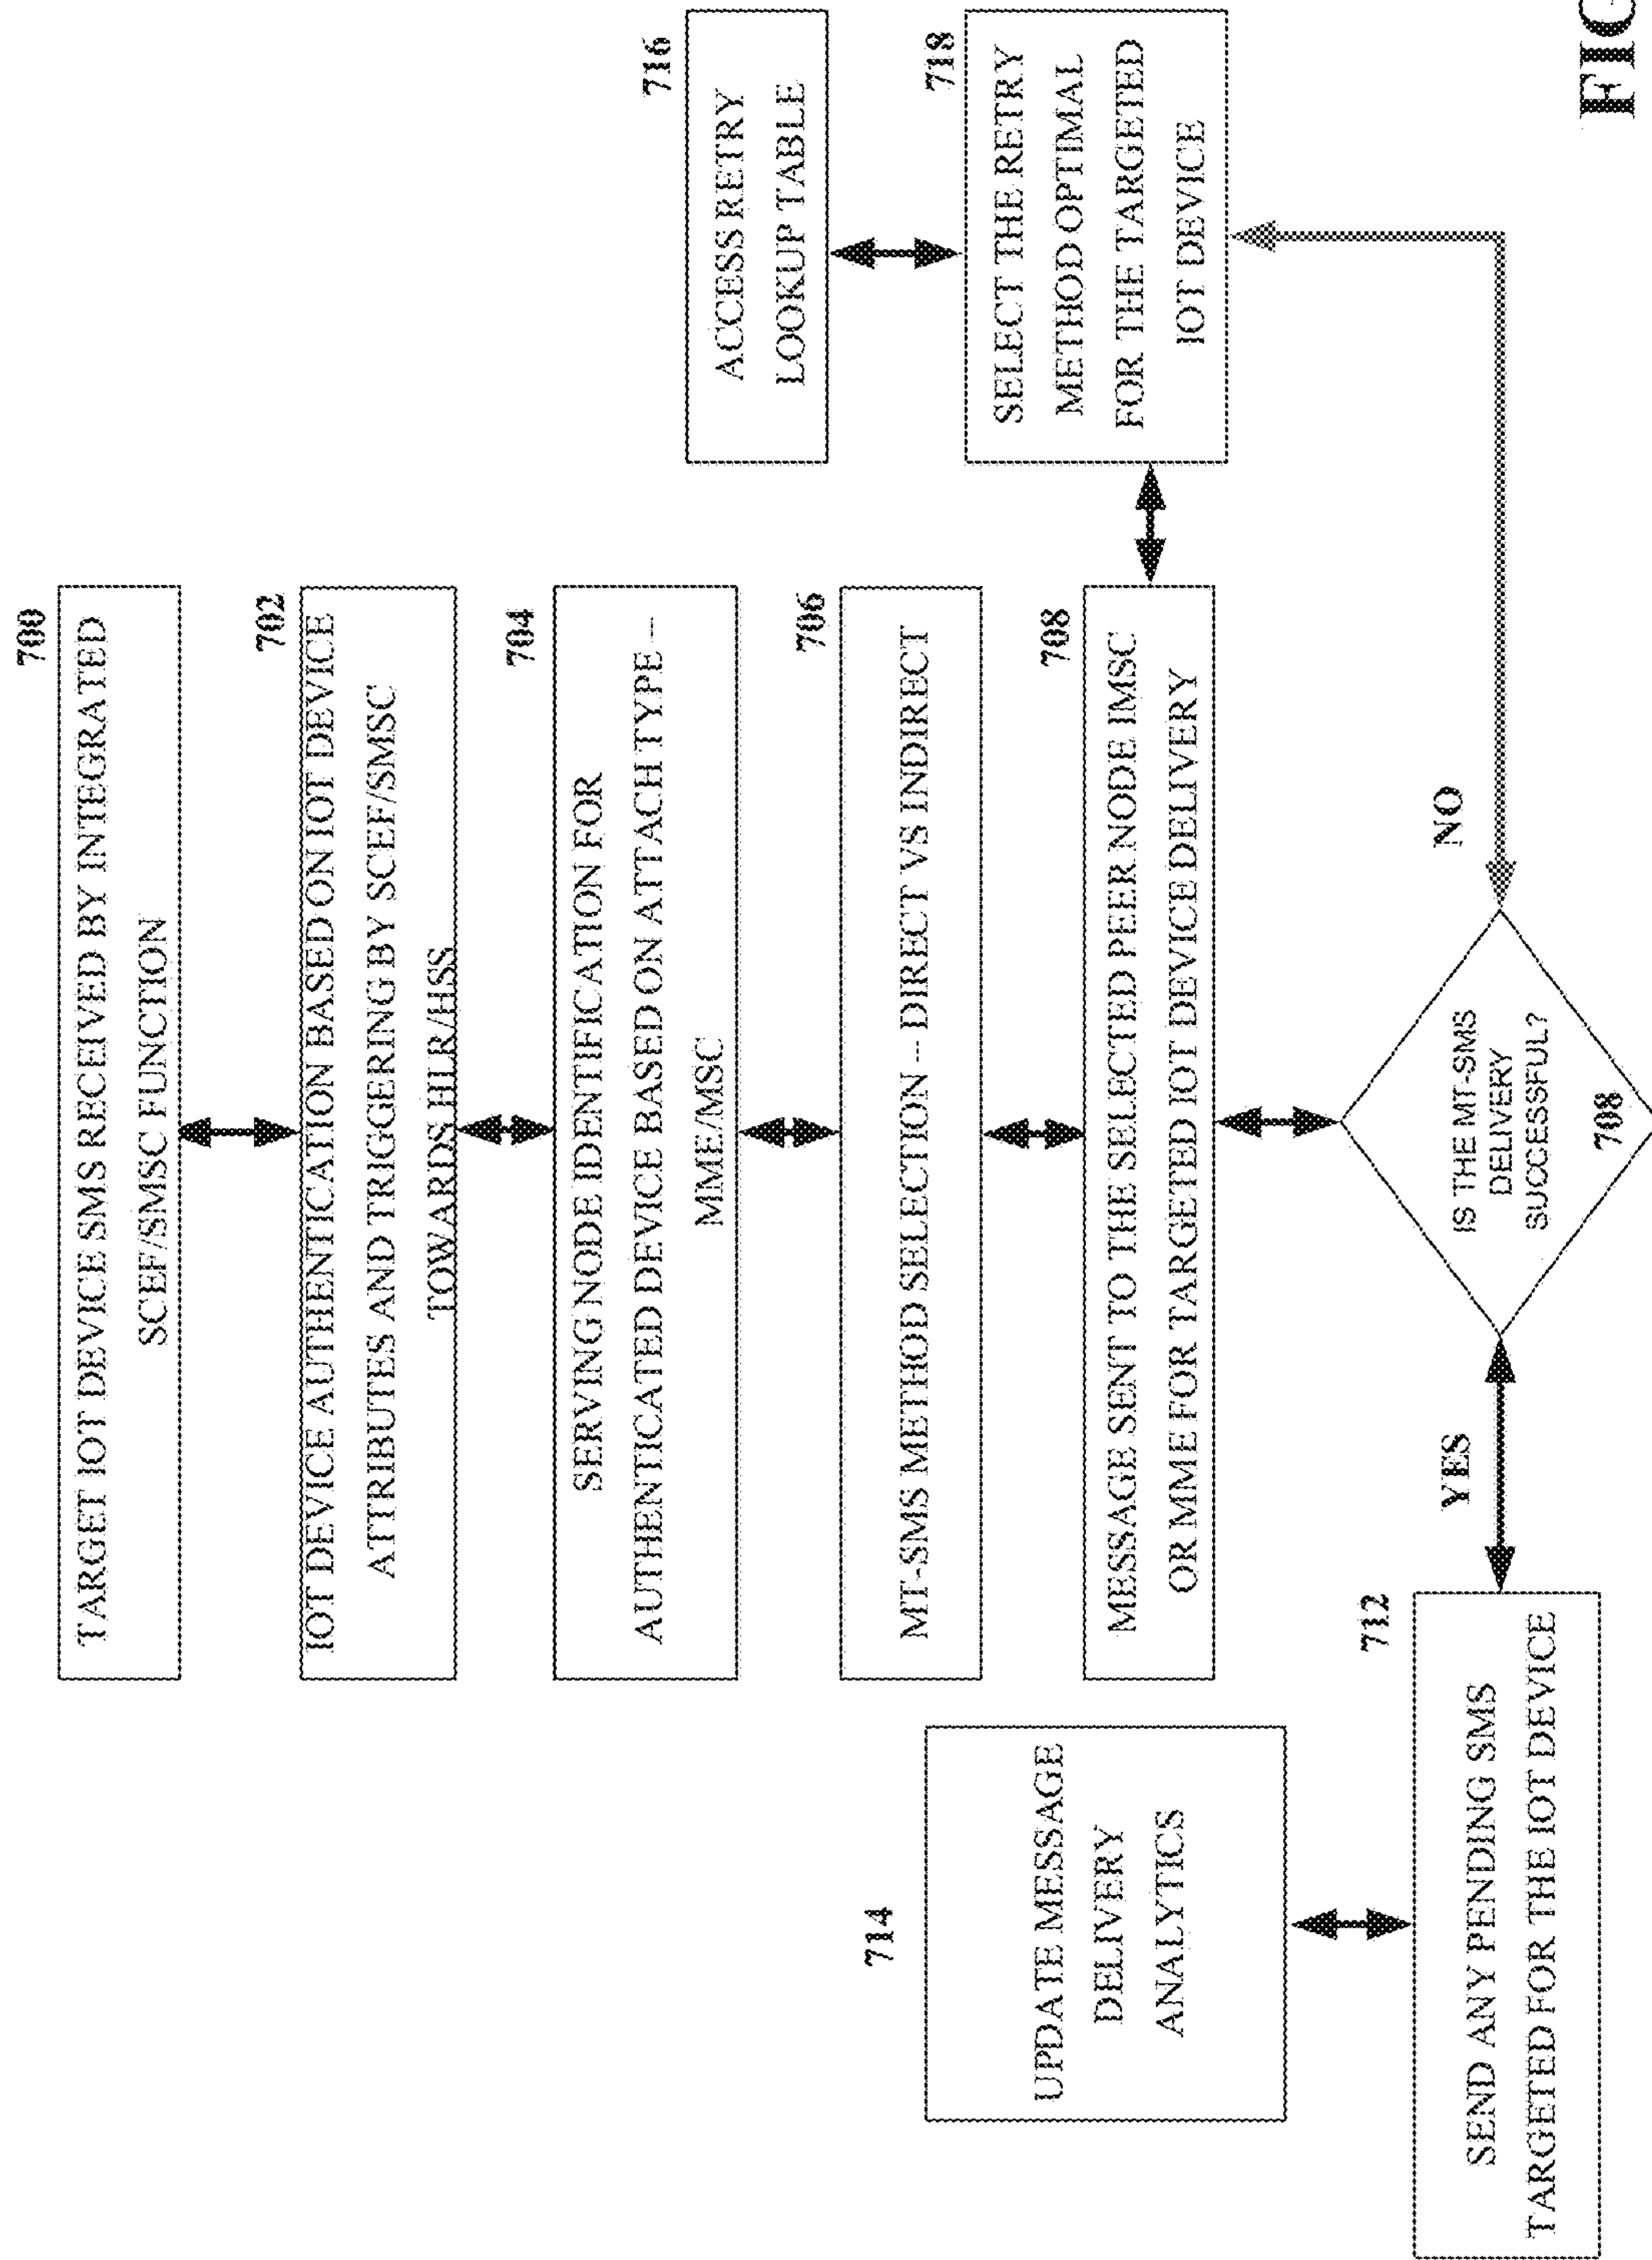 700
TARGET IOT DEVICE SMS RECEIVED BY INTEGRATED
SCEF/SMSC FUNCTION
702
IOT DEVICE AUTHENTICATION BASED ON IOT DEVICE
ATTRIBUTES AND TRIGGERING BY SCEF/SMSC
TOWARDS HLR/HSS
704
SERVING NODE IDENTIFICATION FOR
AUTHENTICATED DEVICE BASED ON ATTACH TYPE –
MME/MSC
706
MT-SMS METHOD SELECTION -- DIRECT VS INDIRECT
708
MESSAGE SENT TO THE SELECTED PEER NODE IMSC
OR MME FOR TARGETED IOT DEVICE DELIVERY
716
ACCESS RETRY
LOOKUP TABLE
718
SELECT THE RETRY
METHOD OPTIMAL
FOR THE TARGETED
IOT DEVICE
IS THE MT-SMS
DELIVERY
SUCCESSFUL?
708
NO
YES
712
SEND ANY PENDING SMS
TARGETED FOR THE IOT DEVICE
714
UPDATE MESSAGE
DELIVERY
ANALYTICS
FIG